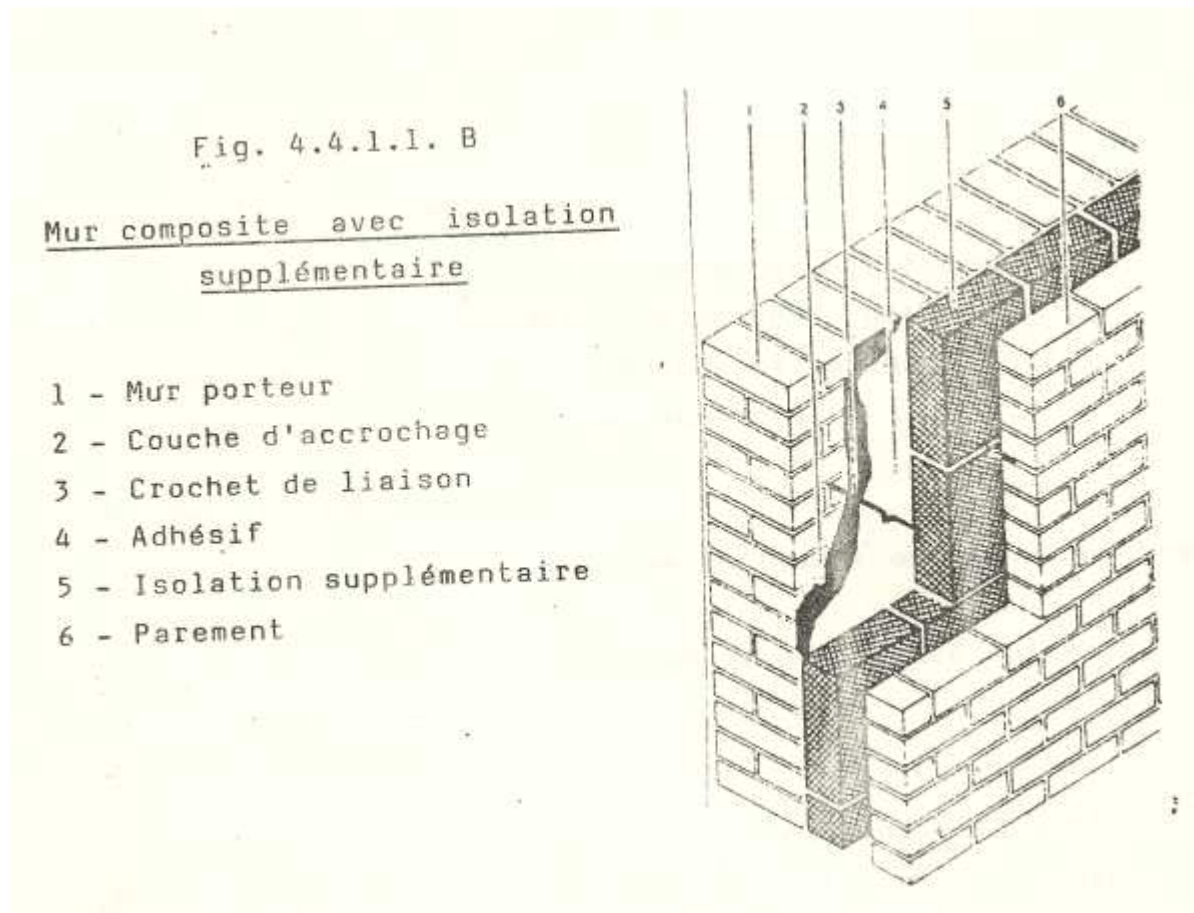 Fig. 4.4.1.1. B
Mur composite avec isolation
supplémentaire
1 - Mur porteur
2 - Couche d'accrochage
3 - Crochet de liaison
4 - Adhésif
5 - Isolation supplémentaire
6 - Parement
1 2 3 4 5 6